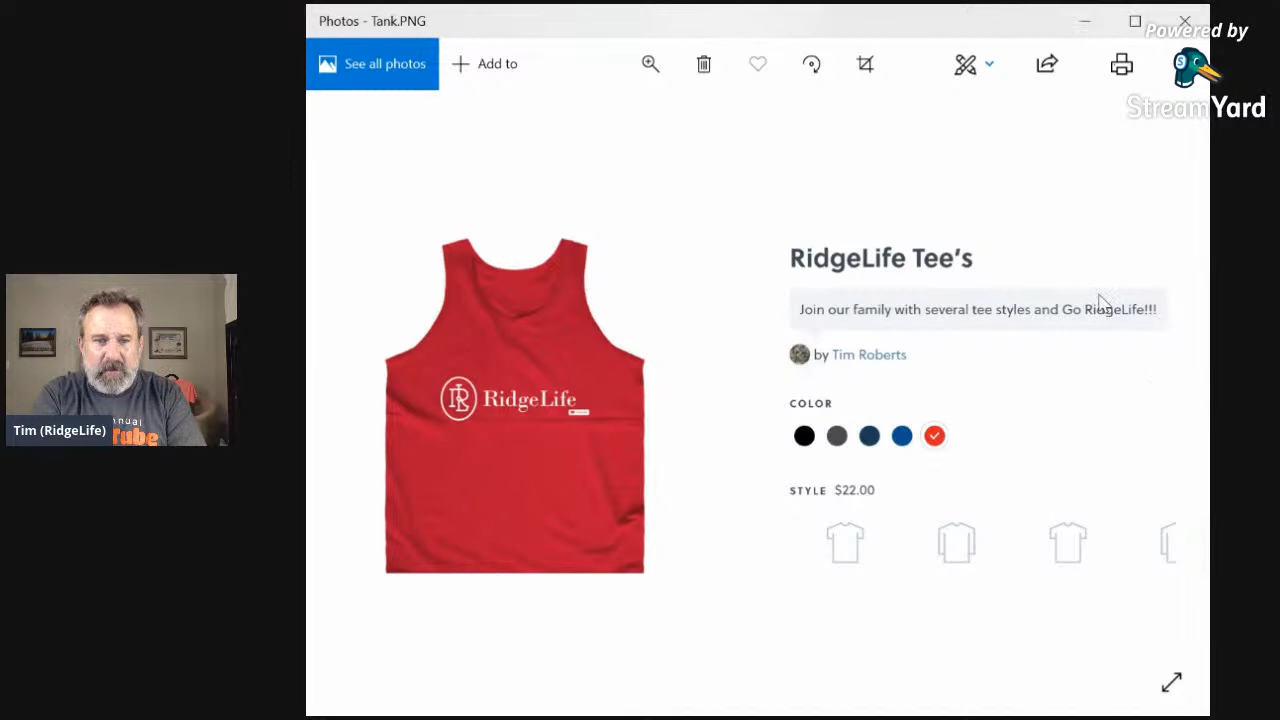 Photos - Tank.PNG
Powered by
StreamYard
See all photos
Add to
RidgeLife Tee's
Join our family with several tee styles and Go RidgeLife!!!
by Tim Roberts
COLOR
STYLE $22.00
RL RidgeLife
Tim (RidgeLife)